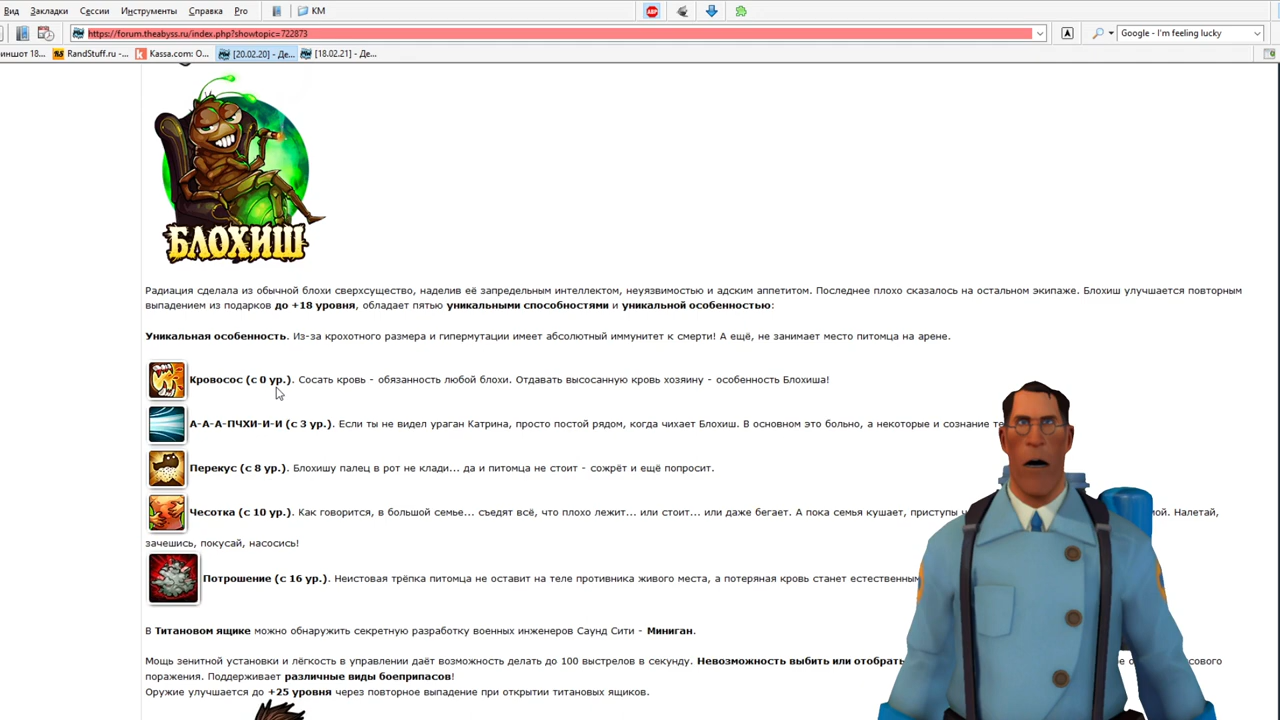 Вид Закладки Сессии Инструменты Справка Pro КМ
https://forum.theabyss.ru/index.php?showtopic=722873 Google - I'm feeling lucky
иншот 18... RandStuff.ru -... Kassa.com: О... [20.02.20] - Де... [18.02.21] - Де...
БЛОХИШ
Радиация сделала из обычной блохи сверхсущество, наделив её запредельным интеллектом, неуязвимостью и адским аппетитом. Последнее плохо сказалось на остальном экипаже. Блохиш улучшается повторным
выпадением из подарков до +18 уровня, обладает пятью уникальными способностями и уникальной особенностью:
Уникальная особенность. Из-за крохотного размера и гипермутации имеет абсолютный иммунитет к смерти! А ещё, не занимает место питомца на арене.
Кровосос (с 0 ур.). Сосать кровь - обязанность любой блохи. Отдавать высосанную кровь хозяину - особенность Блохиша!
А-А-А-ПЧХИ-И-И (с 3 ур.). Если ты не видел ураган Катрина, просто постой рядом, когда чихает Блохиш. В основном это больно, а некоторые и сознание те
Перекус (с 8 ур.). Блохишу палец в рот не клади... да и питомца не стоит - сожрёт и ещё попросит.
Чесотка (с 10 ур.). Как говорится, в большой семье... съедят всё, что плохо лежит... или стоит... или даже бегает. А пока семья кушает, приступы ч мой. Налетай,
зачешись, покусай, насосись!
Потрошение (с 16 ур.). Неистовая трёпка питомца не оставит на теле противника живого места, а потеряная кровь станет естественным
В Титановом ящике можно обнаружить секретную разработку военных инженеров Саунд Сити - Миниган.
Мощь зенитной установки и лёгкость в управлении даёт возможность делать до 100 выстрелов в секунду. Невозможность выбить или отобрать сового
поражения. Поддерживает различные виды боеприпасов!
Оружие улучшается до +25 уровня через повторное выпадение при открытии титановых ящиков.